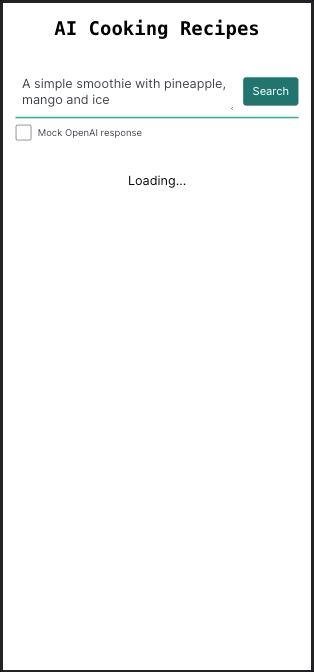 AI Cooking Recipes
A simple smoothie with pineapple,
mango and ice
Search
Mock OpenAI response
Loading...